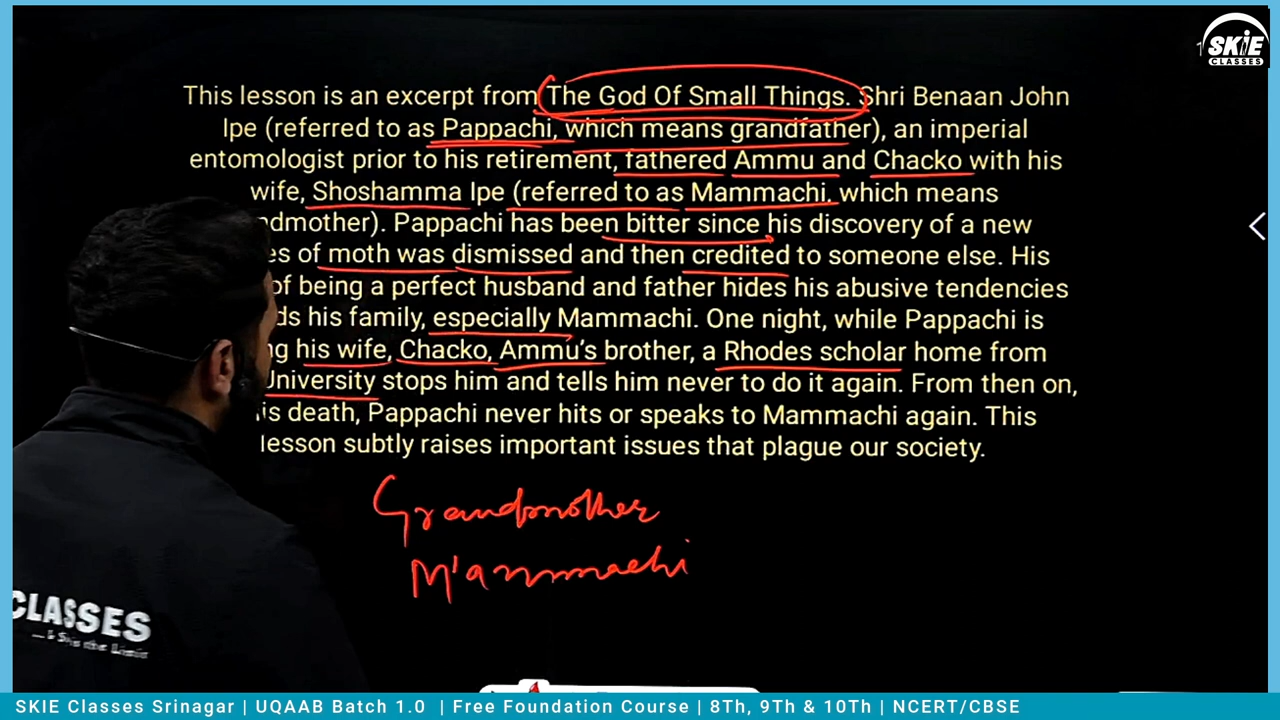 SKIE
CLASSES
This lesson is an excerpt from The God Of Small Things. Shri Benaan John
Ipe (referred to as Pappachi, which means grandfather), an imperial
entomologist prior to his retirement, fathered Ammu and Chacko with his
wife, Shoshamma Ipe (referred to as Mammachi, which means
ndmother). Pappachi has been bitter since his discovery of a new
es of moth was dismissed and then credited to someone else. His
of being a perfect husband and father hides his abusive tendencies
ds his family, especially Mammachi. One night, while Pappachi is
ng his wife, Chacko, Ammu's brother, a Rhodes scholar home from
University stops him and tells him never to do it again. From then on,
is death, Pappachi never hits or speaks to Mammachi again. This
lesson subtly raises important issues that plague our society.
Grandmother
Mammachi
CLASSES
SKIE Classes Srinagar | UQAAB Batch 1.0 | Free Foundation Course | 8Th, 9Th & 10Th | NCERT/CBSE